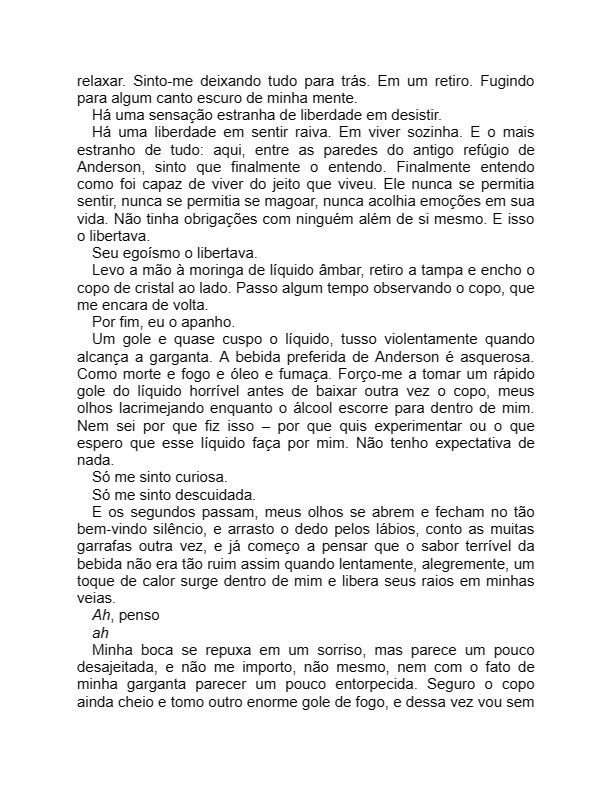 relaxar. Sinto-me deixando tudo para trás. Em um retiro. Fugindo
para algum canto escuro de minha mente.
Há uma sensação estranha de liberdade em desistir.
Há uma liberdade em sentir raiva. Em viver sozinha. E o mais
estranho de tudo: aqui, entre as paredes do antigo refúgio de
Anderson, sinto que finalmente o entendo. Finalmente entendo
como foi capaz de viver do jeito que viveu. Ele nunca se permitia
sentir, nunca se permitia se magoar, nunca acolhia emoções em sua
vida. Não tinha obrigações com ninguém além de si mesmo. E isso
o libertava.
Seu egoísmo o libertava.
Levo a mão à moringa de líquido âmbar, retiro a tampa e encho o
copo de cristal ao lado. Passo algum tempo observando o copo, que
me encara de volta.
Por fim, eu o apanho.
Um gole e quase cuspo o líquido, tusso violentamente quando
alcança a garganta. A bebida preferida de Anderson é asquerosa.
Como morte e fogo e óleo e fumaça. Forço-me a tomar um rápido
gole do líquido horrível antes de baixar outra vez o copo, meus
olhos lacrimejando enquanto o álcool escorre para dentro de mim.
Nem sei por que fiz isso – por que quis experimentar ou o que
espero que esse líquido faça por mim. Não tenho expectativa de
nada.
Só me sinto curiosa.
Só me sinto descuidada.
E os segundos passam, meus olhos se abrem e fecham no tão
bem-vindo silêncio, e arrasto o dedo pelos lábios, conto as muitas
garrafas outra vez, e já começo a pensar que o sabor terrível da
bebida não era tão ruim assim quando lentamente, alegremente, um
toque de calor surge dentro de mim e libera seus raios em minhas
veias.
Ah, penso
ah
Minha boca se repuxa em um sorriso, mas parece um pouco
desajeitada, e não me importo, não mesmo, nem com o fato de
minha garganta parecer um pouco entorpecida. Seguro o copo
ainda cheio e tomo outro enorme gole de fogo, e dessa vez vou sem